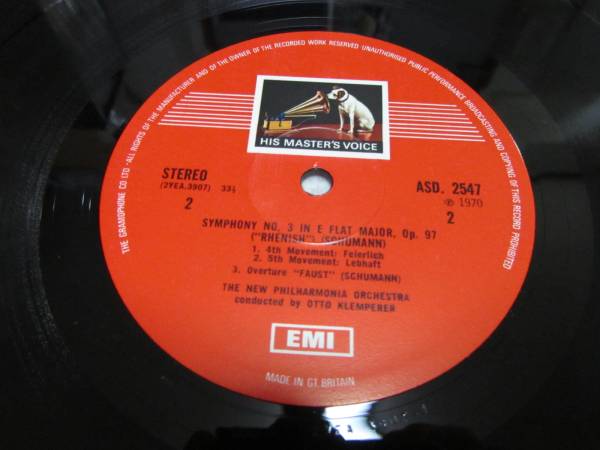 THE GRAMOPHONE CO LTD · ALL RIGHTS OF THE MANUFACTURER AND OF THE OWNER OF THE RECORDED WORK RESERVED · UNAUTHORISED PUBLIC PERFORMANCE BROADCASTING AND COPYING OF THIS RECORD PROHIBITED
HIS MASTER'S VOICE
STEREO
(2YEA.3907) 33⅓
2
ASD. 2547
℗ 1970
2
SYMPHONY NO. 3 IN E FLAT MAJOR, Op. 97
("RHENISH") (SCHUMANN)
1. 4th Movement: Feierlich
2. 5th Movement: Lebhaft
3. Overture "FAUST" (SCHUMANN)
THE NEW PHILHARMONIA ORCHESTRA
conducted by OTTO KLEMPERER
EMI
MADE IN GT. BRITAIN